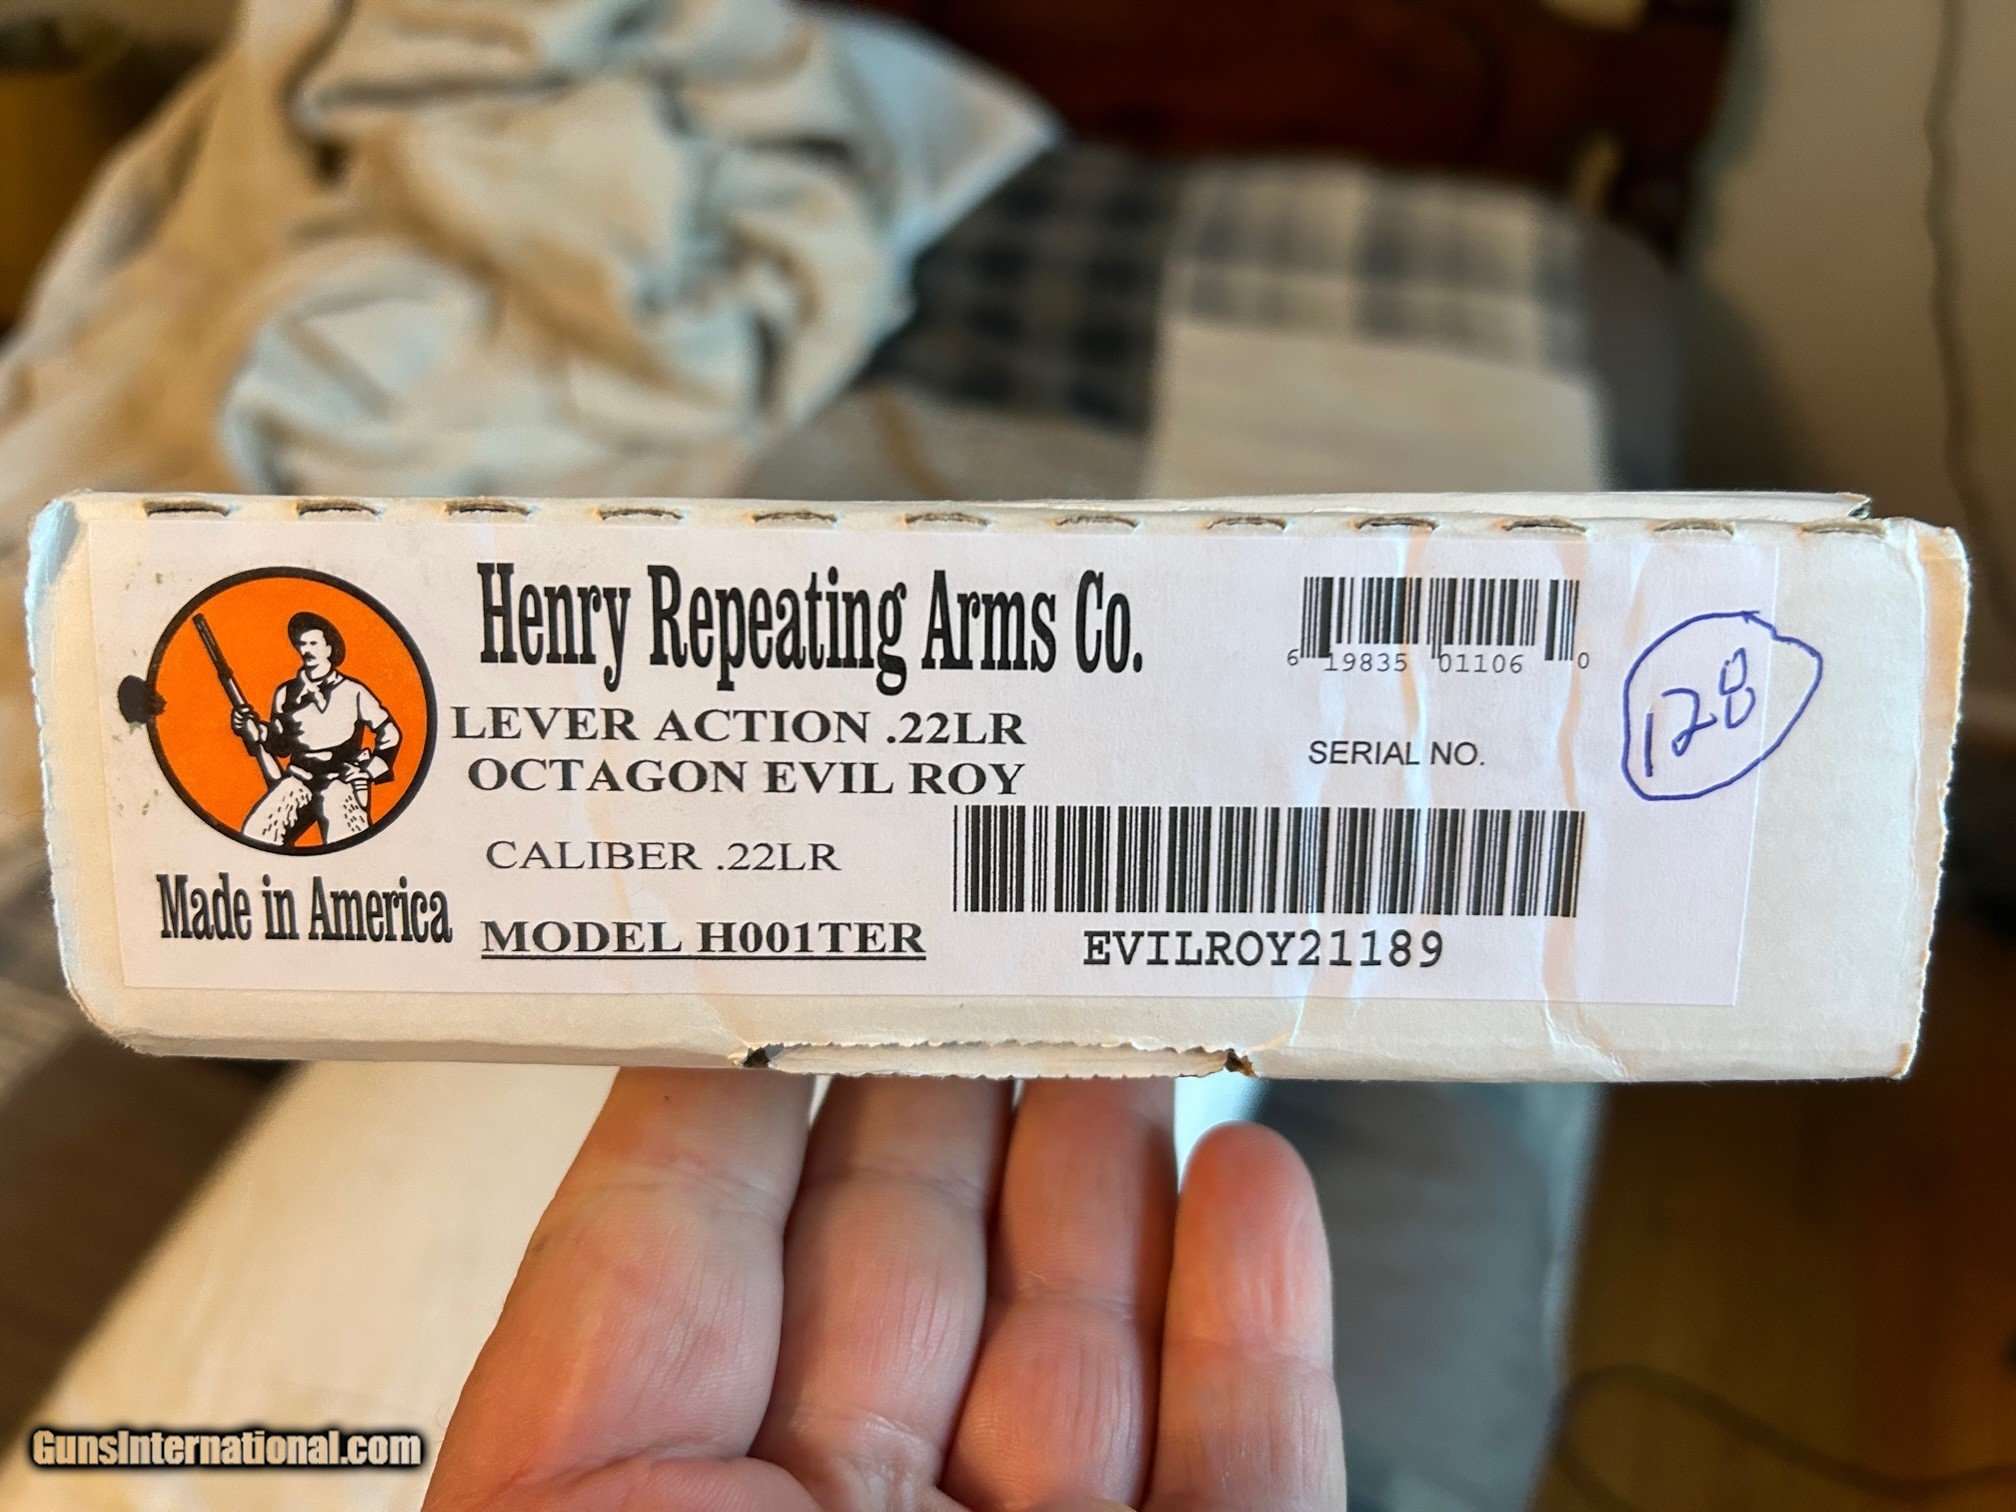 Henry Repeating Arms Co.
LEVER ACTION .22LR
OCTAGON EVIL ROY
CALIBER .22LR
MODEL H001TER
Made in America
6 19835 01106 0
SERIAL NO.
EVILROY21189
128
GunsInternational.com